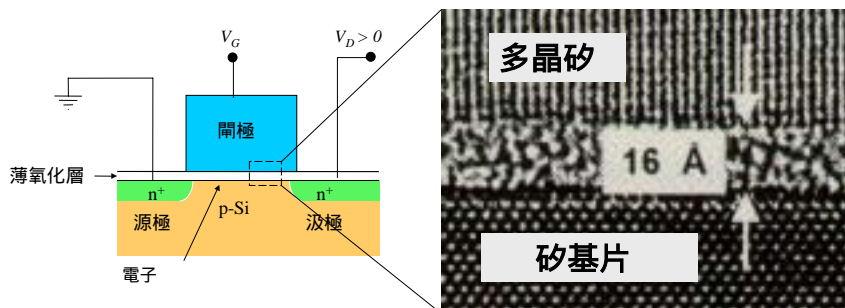 V_G
V_D > 0
閘極
薄氧化層
n+
n+
源極
p-Si
汲極
電子
多晶矽
16 Å
矽基片